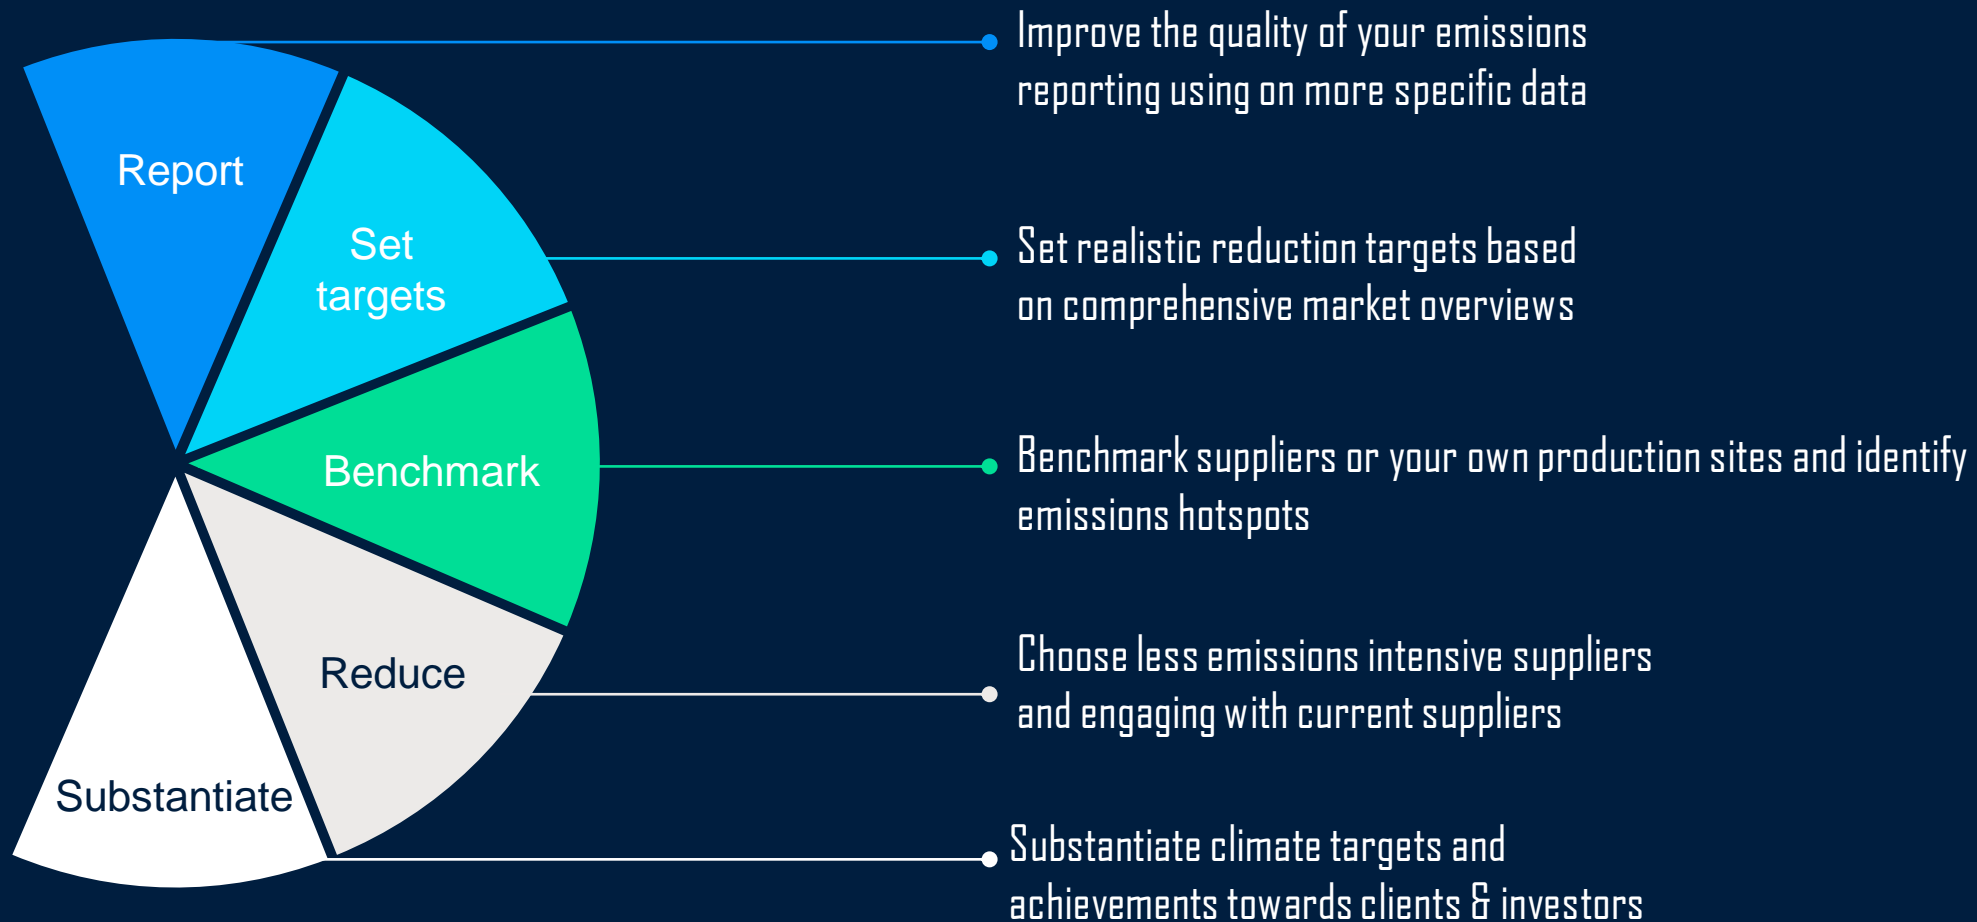 Report
Improve the quality of your emissions
reporting using on more specific data
Set
targets
Set realistic reduction targets based
on comprehensive market overviews
Benchmark
Benchmark suppliers or your own production sites and identify
emissions hotspots
Reduce
Choose less emissions intensive suppliers
and engaging with current suppliers
Substantiate
Substantiate climate targets and
achievements towards clients & investors